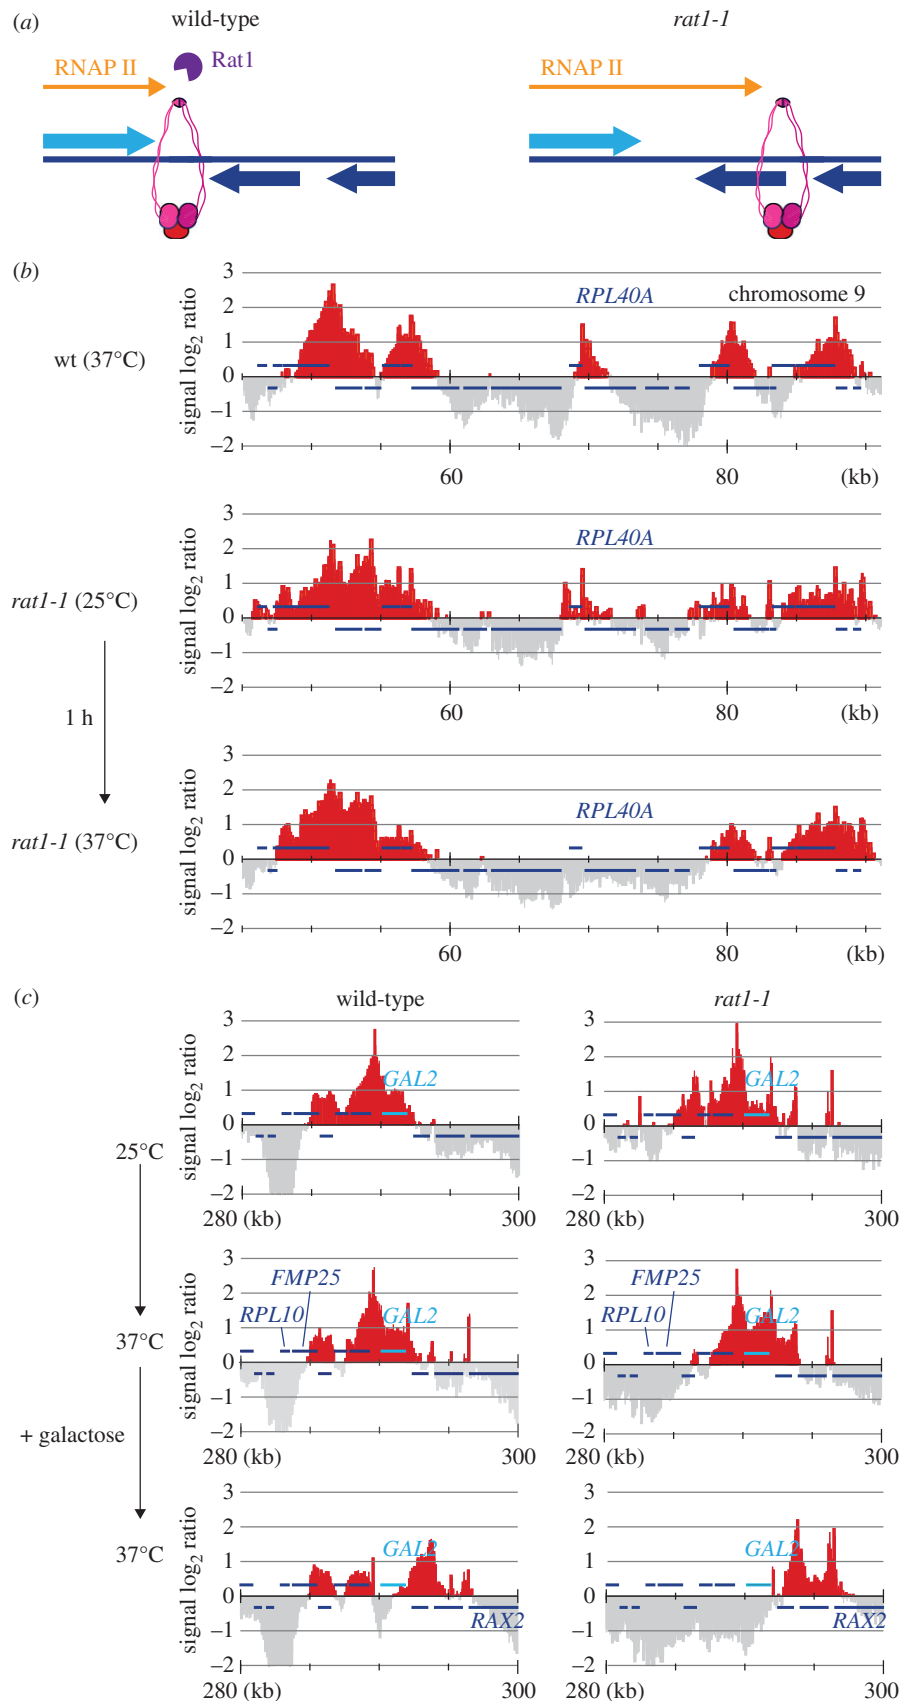 (a)
wild-type
rat1-1
Rat1
RNAP II
RNAP II
(b)
signal log2 ratio
3
2
1
0
−1
−2
RPL40A
chromosome 9
wt (37°C)
60
80
(kb)
signal log2 ratio
3
2
1
0
−1
−2
RPL40A
rat1-1 (25°C)
60
80
(kb)
1 h
signal log2 ratio
3
2
1
0
−1
−2
RPL40A
rat1-1 (37°C)
60
80
(kb)
(c)
wild-type
rat1-1
25°C
signal log2 ratio
3
2
1
0
−1
−2
GAL2
280 (kb)
300
3
2
1
0
−1
−2
GAL2
280 (kb)
300
37°C
signal log2 ratio
3
2
1
0
−1
−2
FMP25
RPL10
GAL2
280 (kb)
300
3
2
1
0
−1
−2
FMP25
RPL10
GAL2
280 (kb)
300
+ galactose
37°C
signal log2 ratio
3
2
1
0
−1
−2
GAL2
RAX2
280 (kb)
300
3
2
1
0
−1
−2
GAL2
RAX2
280 (kb)
300